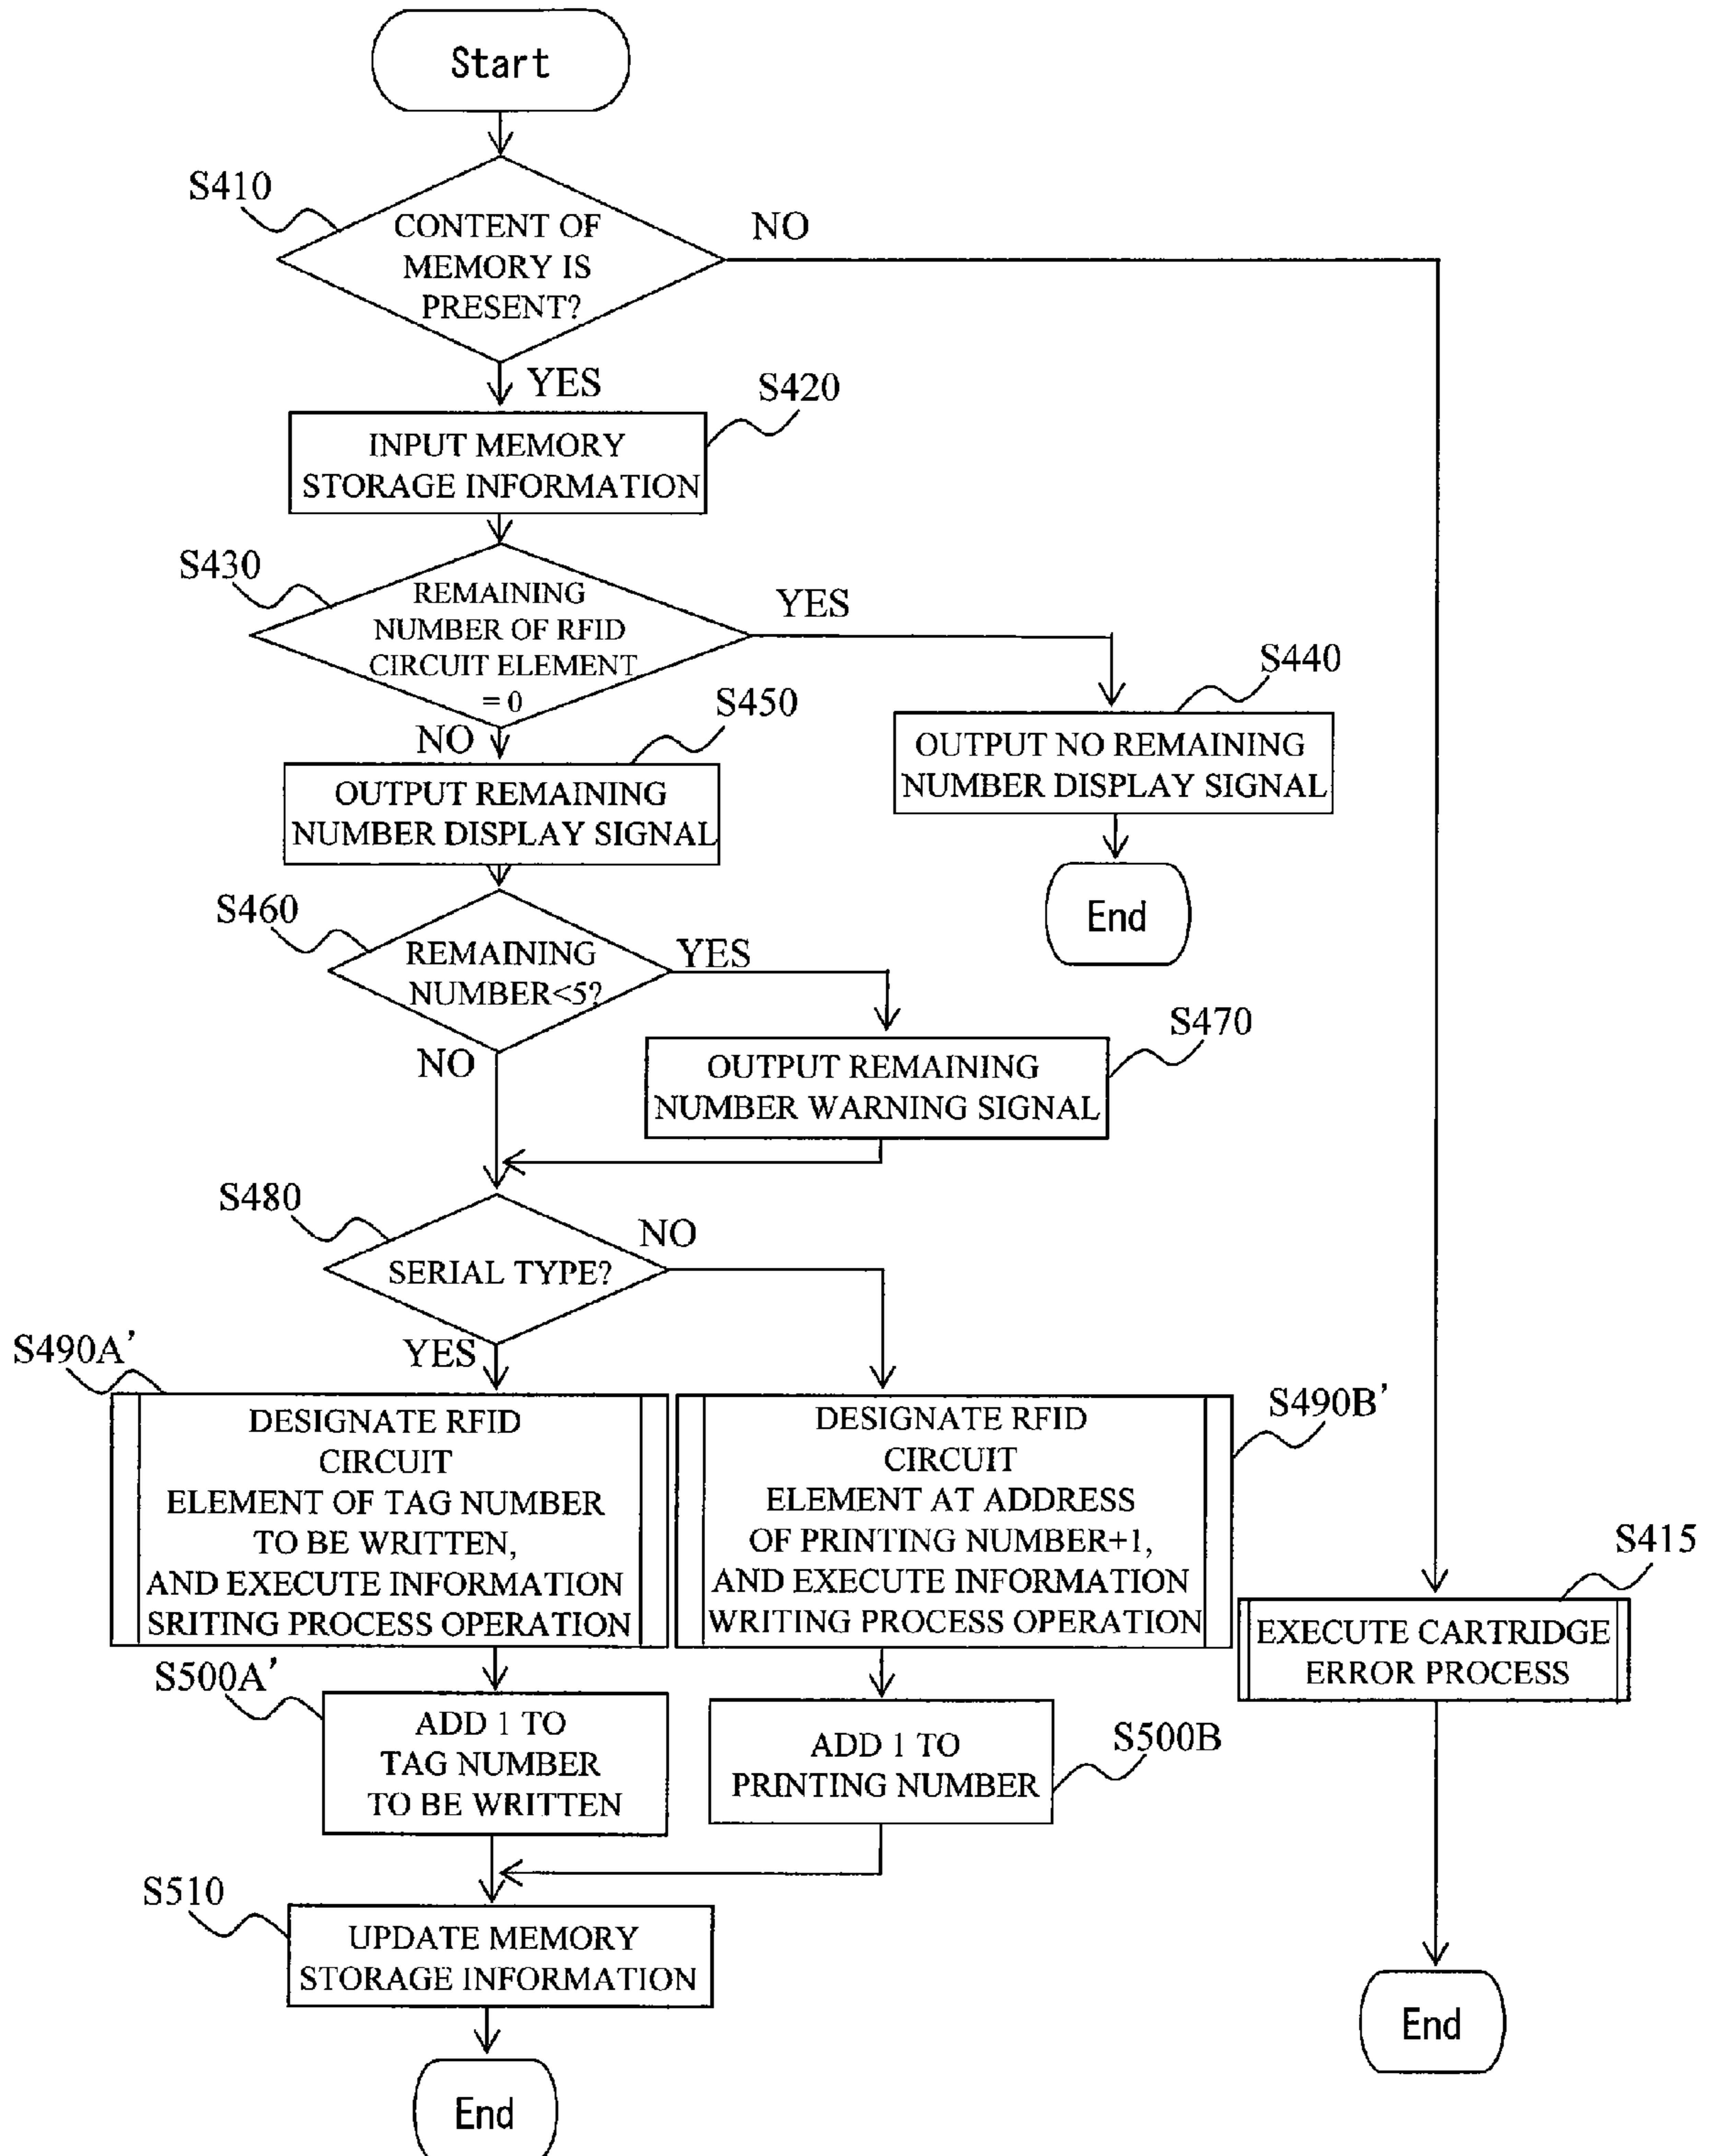 Start
S410
CONTENT OF
MEMORY IS
PRESENT?
NO
YES
S420
INPUT MEMORY
STORAGE INFORMATION
S430
REMAINING
NUMBER OF RFID
CIRCUIT ELEMENT
= 0
YES
S440
OUTPUT NO REMAINING
NUMBER DISPLAY SIGNAL
End
NO
S450
OUTPUT REMAINING
NUMBER DISPLAY SIGNAL
S460
REMAINING
NUMBER<5?
YES
NO
S470
OUTPUT REMAINING
NUMBER WARNING SIGNAL
S480
SERIAL TYPE?
NO
YES
S490A'
DESIGNATE RFID
CIRCUIT
ELEMENT OF TAG NUMBER
TO BE WRITTEN,
AND EXECUTE INFORMATION
SRITING PROCESS OPERATION
S490B'
DESIGNATE RFID
CIRCUIT
ELEMENT AT ADDRESS
OF PRINTING NUMBER+1,
AND EXECUTE INFORMATION
WRITING PROCESS OPERATION
S415
EXECUTE CARTRIDGE
ERROR PROCESS
S500A'
ADD 1 TO
TAG NUMBER
TO BE WRITTEN
S500B
ADD 1 TO
PRINTING NUMBER
S510
UPDATE MEMORY
STORAGE INFORMATION
End
End